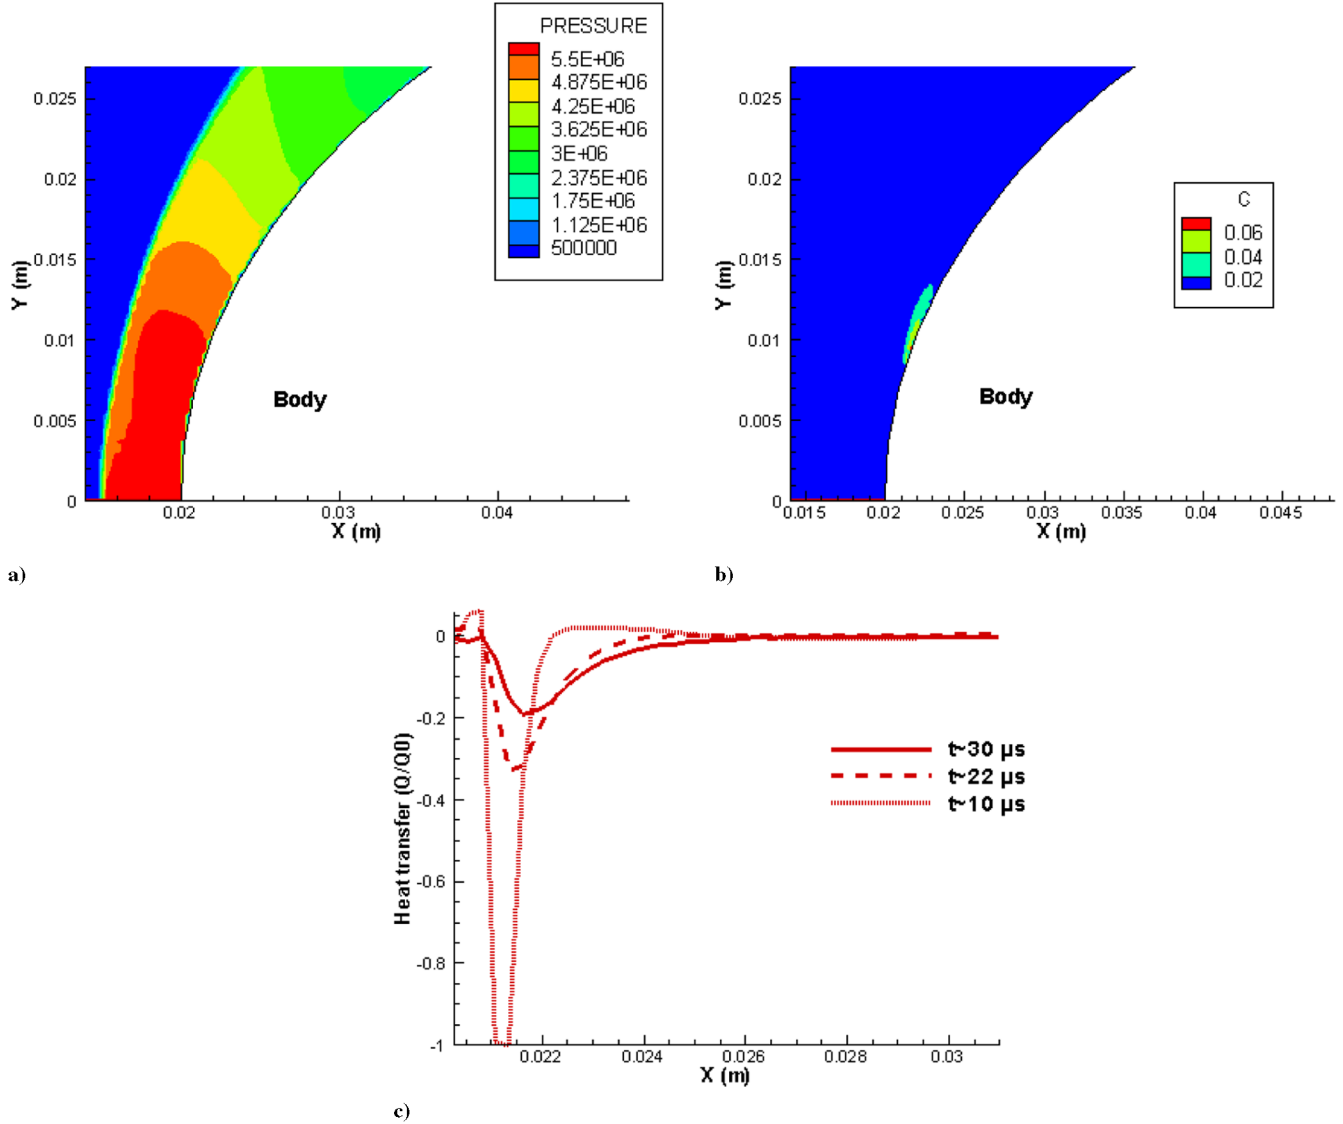 PRESSURE
5.5E+06
4.875E+06
4.25E+06
3.625E+06
3E+06
2.375E+06
1.75E+06
1.125E+06
500000
0.025
0.02
0.015
0.01
0.005
0
Y (m)
Body
0.02 0.03 0.04
X (m)
a)
C
0.06
0.04
0.02
0.025
0.02
0.015
0.01
0.005
0
Y (m)
Body
0.015 0.02 0.025 0.03 0.035 0.04 0.045
X (m)
b)
0
-0.2
-0.4
-0.6
-0.8
-1
Heat transfer (Q/Q0)
t~30 μs
t~22 μs
t~10 μs
0.022 0.024 0.026 0.028 0.03
X (m)
c)